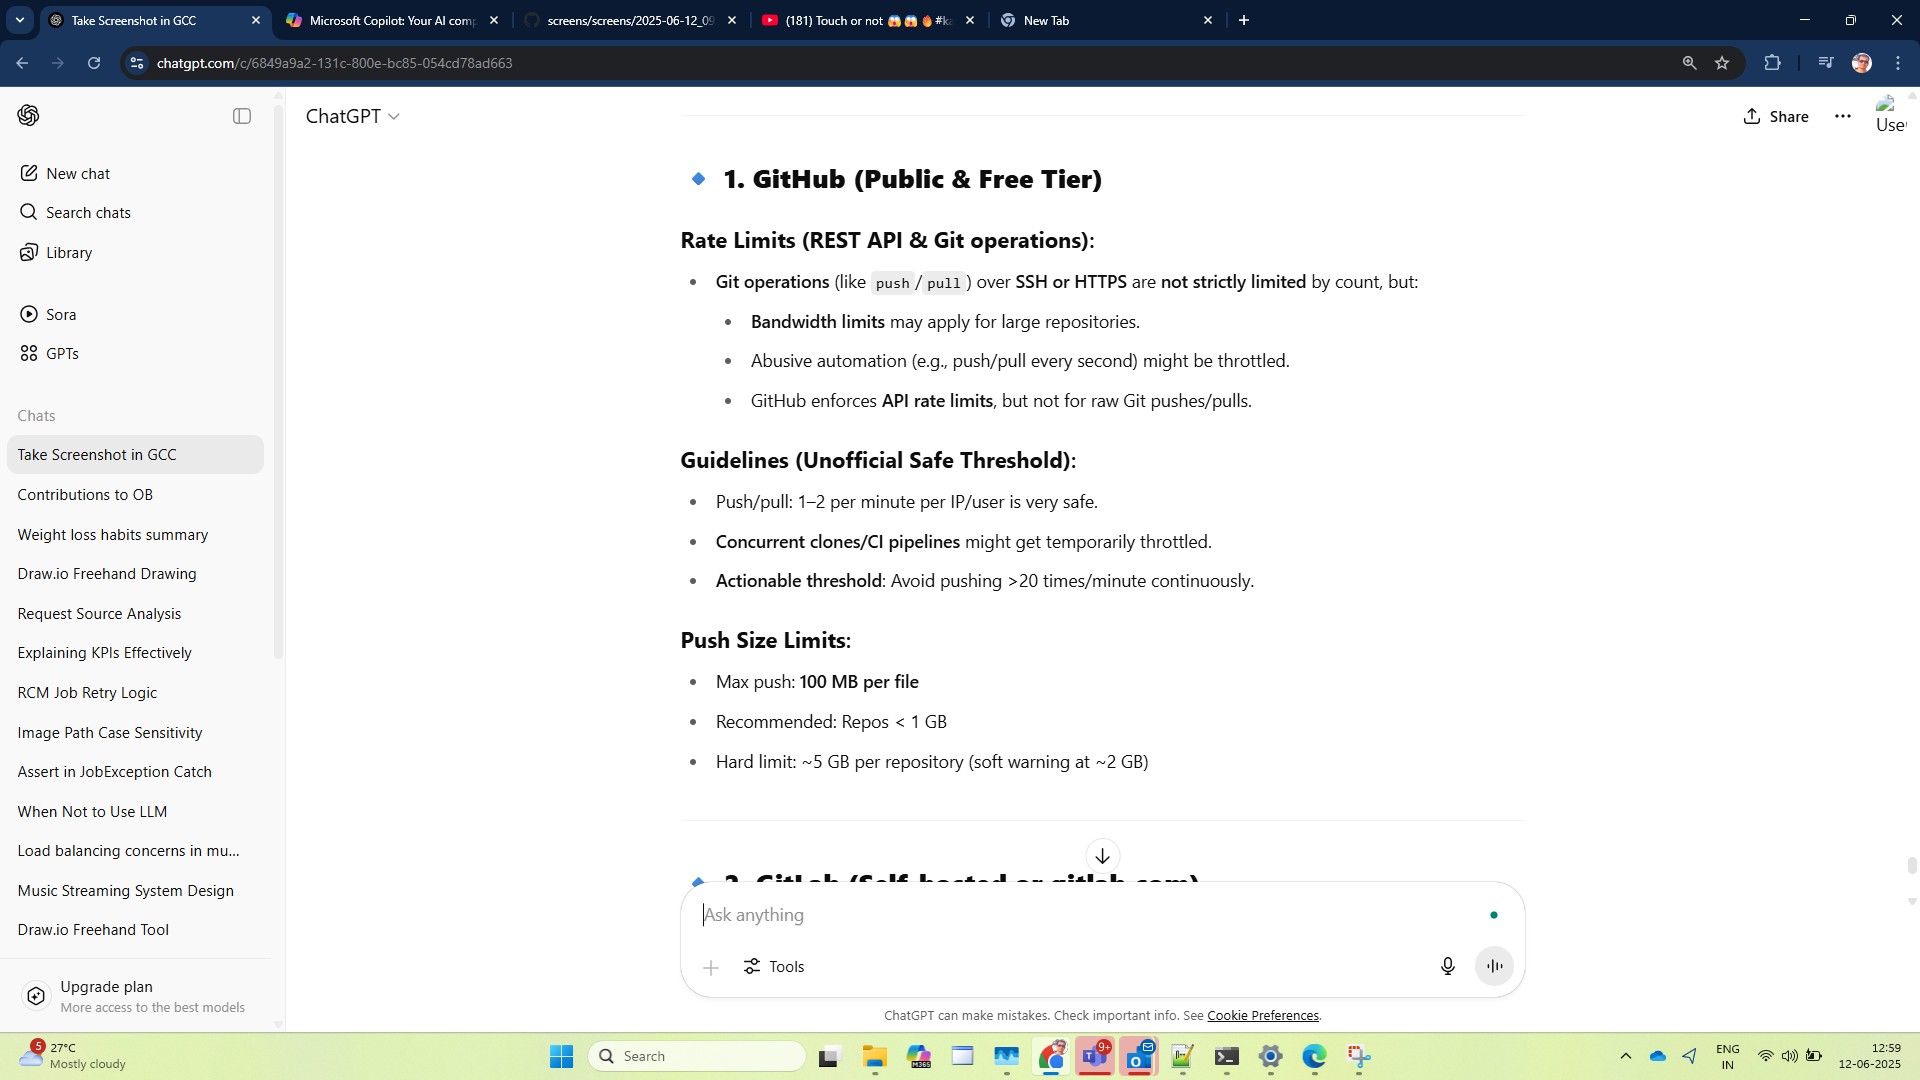 Take Screenshot in GCC
Microsoft Copilot: Your AI comp
screens/screens/2025-06-12_09
(181) Touch or not 😱😱🔥#ka
New Tab
chatgpt.com/c/6849a9a2-131c-800e-bc85-054cd78ad663
ChatGPT
Share
User
New chat
Search chats
Library
Sora
GPTs
Chats
Take Screenshot in GCC
Contributions to OB
Weight loss habits summary
Draw.io Freehand Drawing
Request Source Analysis
Explaining KPIs Effectively
RCM Job Retry Logic
Image Path Case Sensitivity
Assert in JobException Catch
When Not to Use LLM
Load balancing concerns in mu...
Music Streaming System Design
Draw.io Freehand Tool
Upgrade plan
More access to the best models
1. GitHub (Public & Free Tier)
Rate Limits (REST API & Git operations):
• Git operations (like push/pull) over SSH or HTTPS are not strictly limited by count, but:
• Bandwidth limits may apply for large repositories.
• Abusive automation (e.g., push/pull every second) might be throttled.
• GitHub enforces API rate limits, but not for raw Git pushes/pulls.
Guidelines (Unofficial Safe Threshold):
• Push/pull: 1–2 per minute per IP/user is very safe.
• Concurrent clones/CI pipelines might get temporarily throttled.
• Actionable threshold: Avoid pushing >20 times/minute continuously.
Push Size Limits:
• Max push: 100 MB per file
• Recommended: Repos < 1 GB
• Hard limit: ~5 GB per repository (soft warning at ~2 GB)
2. GitLab (Self-hosted or gitlab.com)
Ask anything
Tools
ChatGPT can make mistakes. Check important info. See Cookie Preferences.
5
27°C
Mostly cloudy
Search
M365
9+
ENG
IN
12:59
12-06-2025